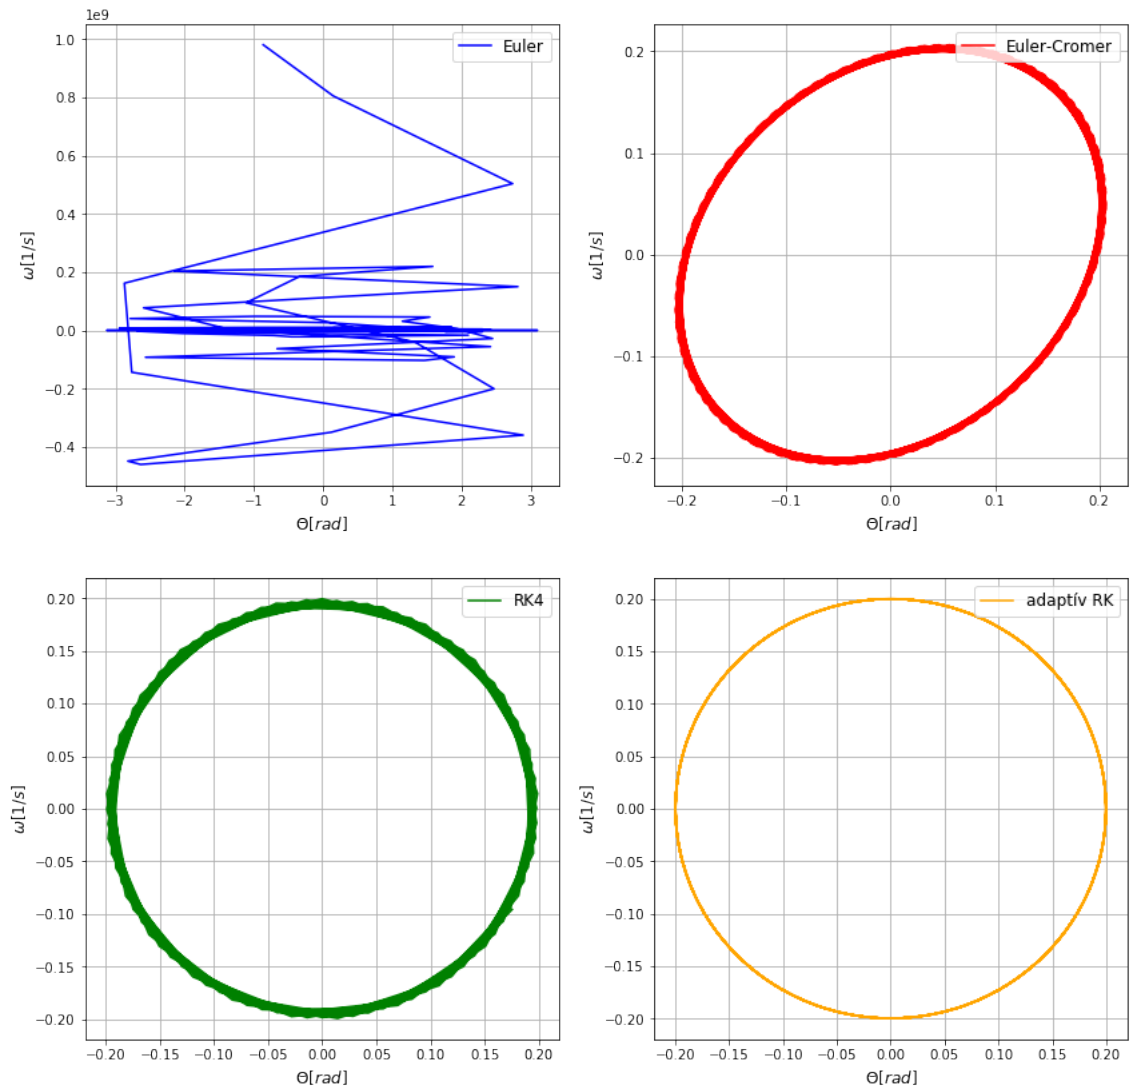 1e9
Euler
1.0
0.8
0.6
0.4
0.2
0.0
−0.2
−0.4
ω[1/s]
−3 −2 −1 0 1 2 3
Θ[rad]
Euler-Cromer
0.2
0.1
0.0
−0.1
−0.2
ω[1/s]
−0.2 −0.1 0.0 0.1 0.2
Θ[rad]
RK4
0.20
0.15
0.10
0.05
0.00
−0.05
−0.10
−0.15
−0.20
ω[1/s]
−0.20 −0.15 −0.10 −0.05 0.00 0.05 0.10 0.15 0.20
Θ[rad]
adaptív RK
0.20
0.15
0.10
0.05
0.00
−0.05
−0.10
−0.15
−0.20
ω[1/s]
−0.20 −0.15 −0.10 −0.05 0.00 0.05 0.10 0.15 0.20
Θ[rad]